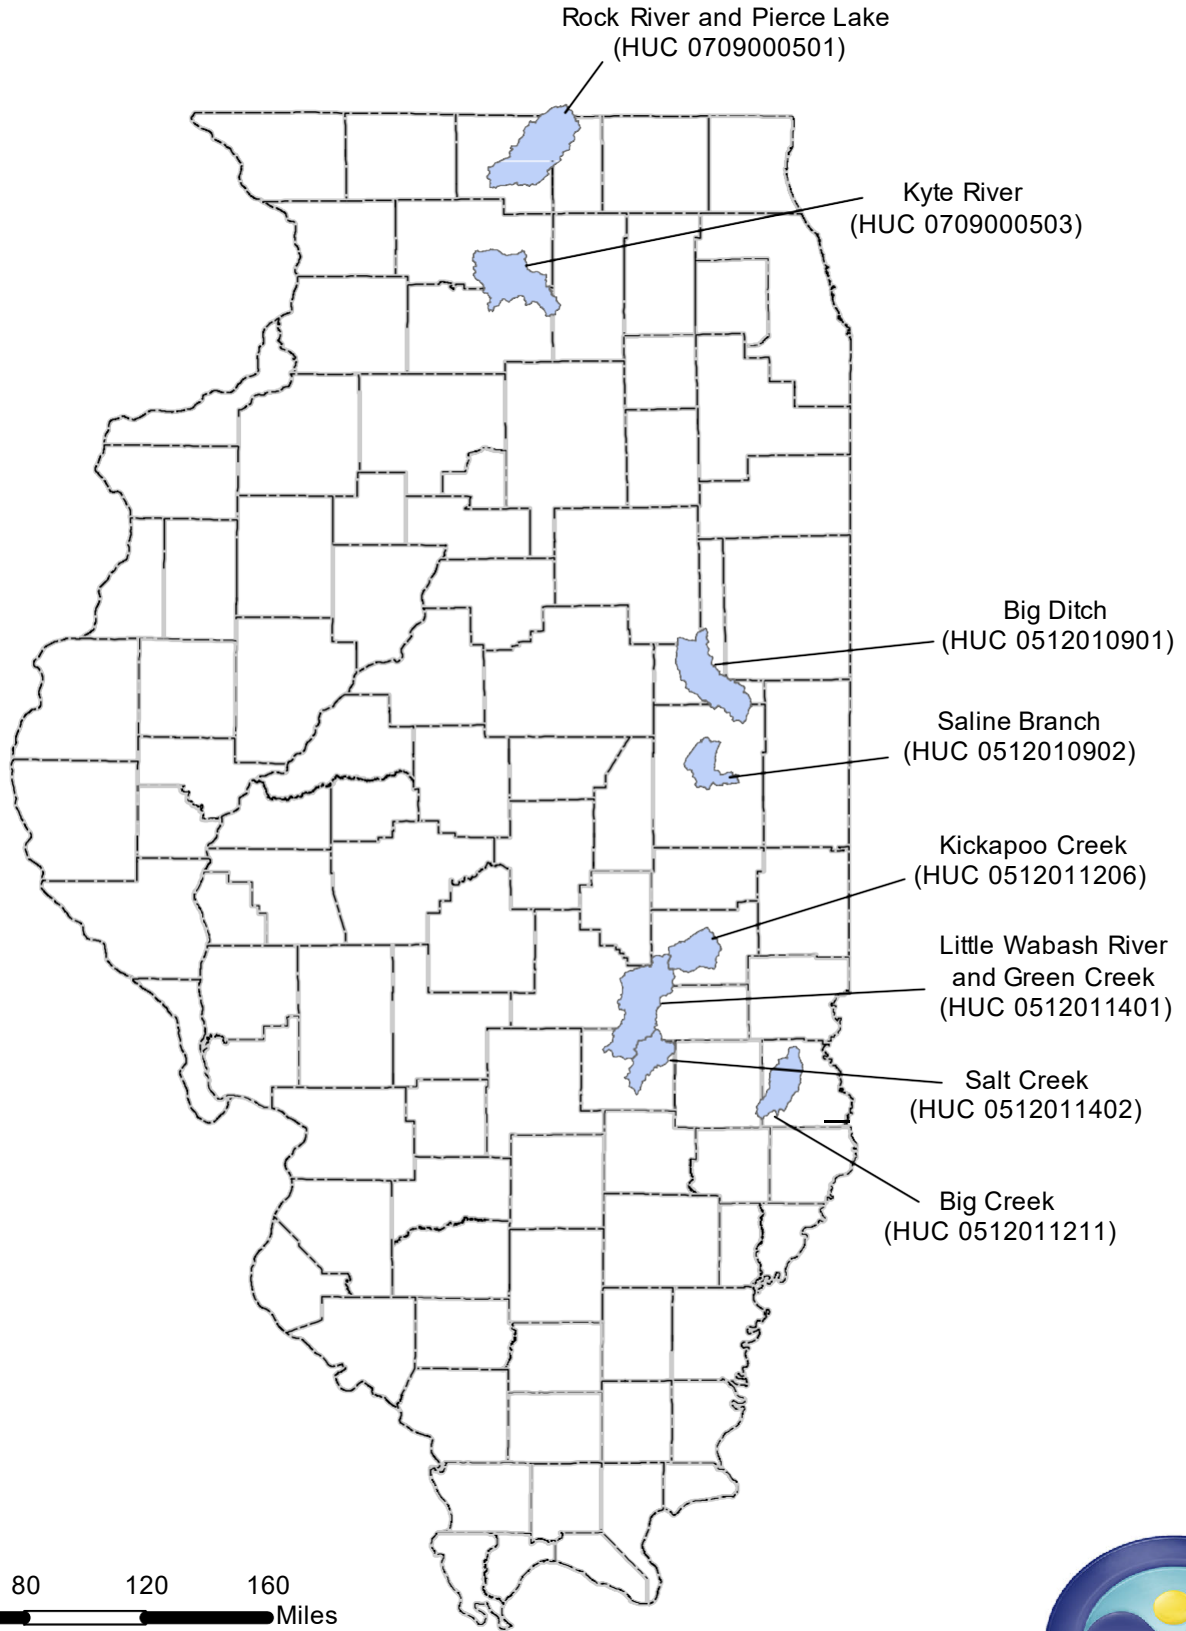 Rock River and Pierce Lake
(HUC 0709000501)
Kyte River
(HUC 0709000503)
Big Ditch
(HUC 0512010901)
Saline Branch
(HUC 0512010902)
Kickapoo Creek
(HUC 0512011206)
Little Wabash River
and Green Creek
(HUC 0512011401)
Salt Creek
(HUC 0512011402)
Big Creek
(HUC 0512011211)
80 120 160
Miles